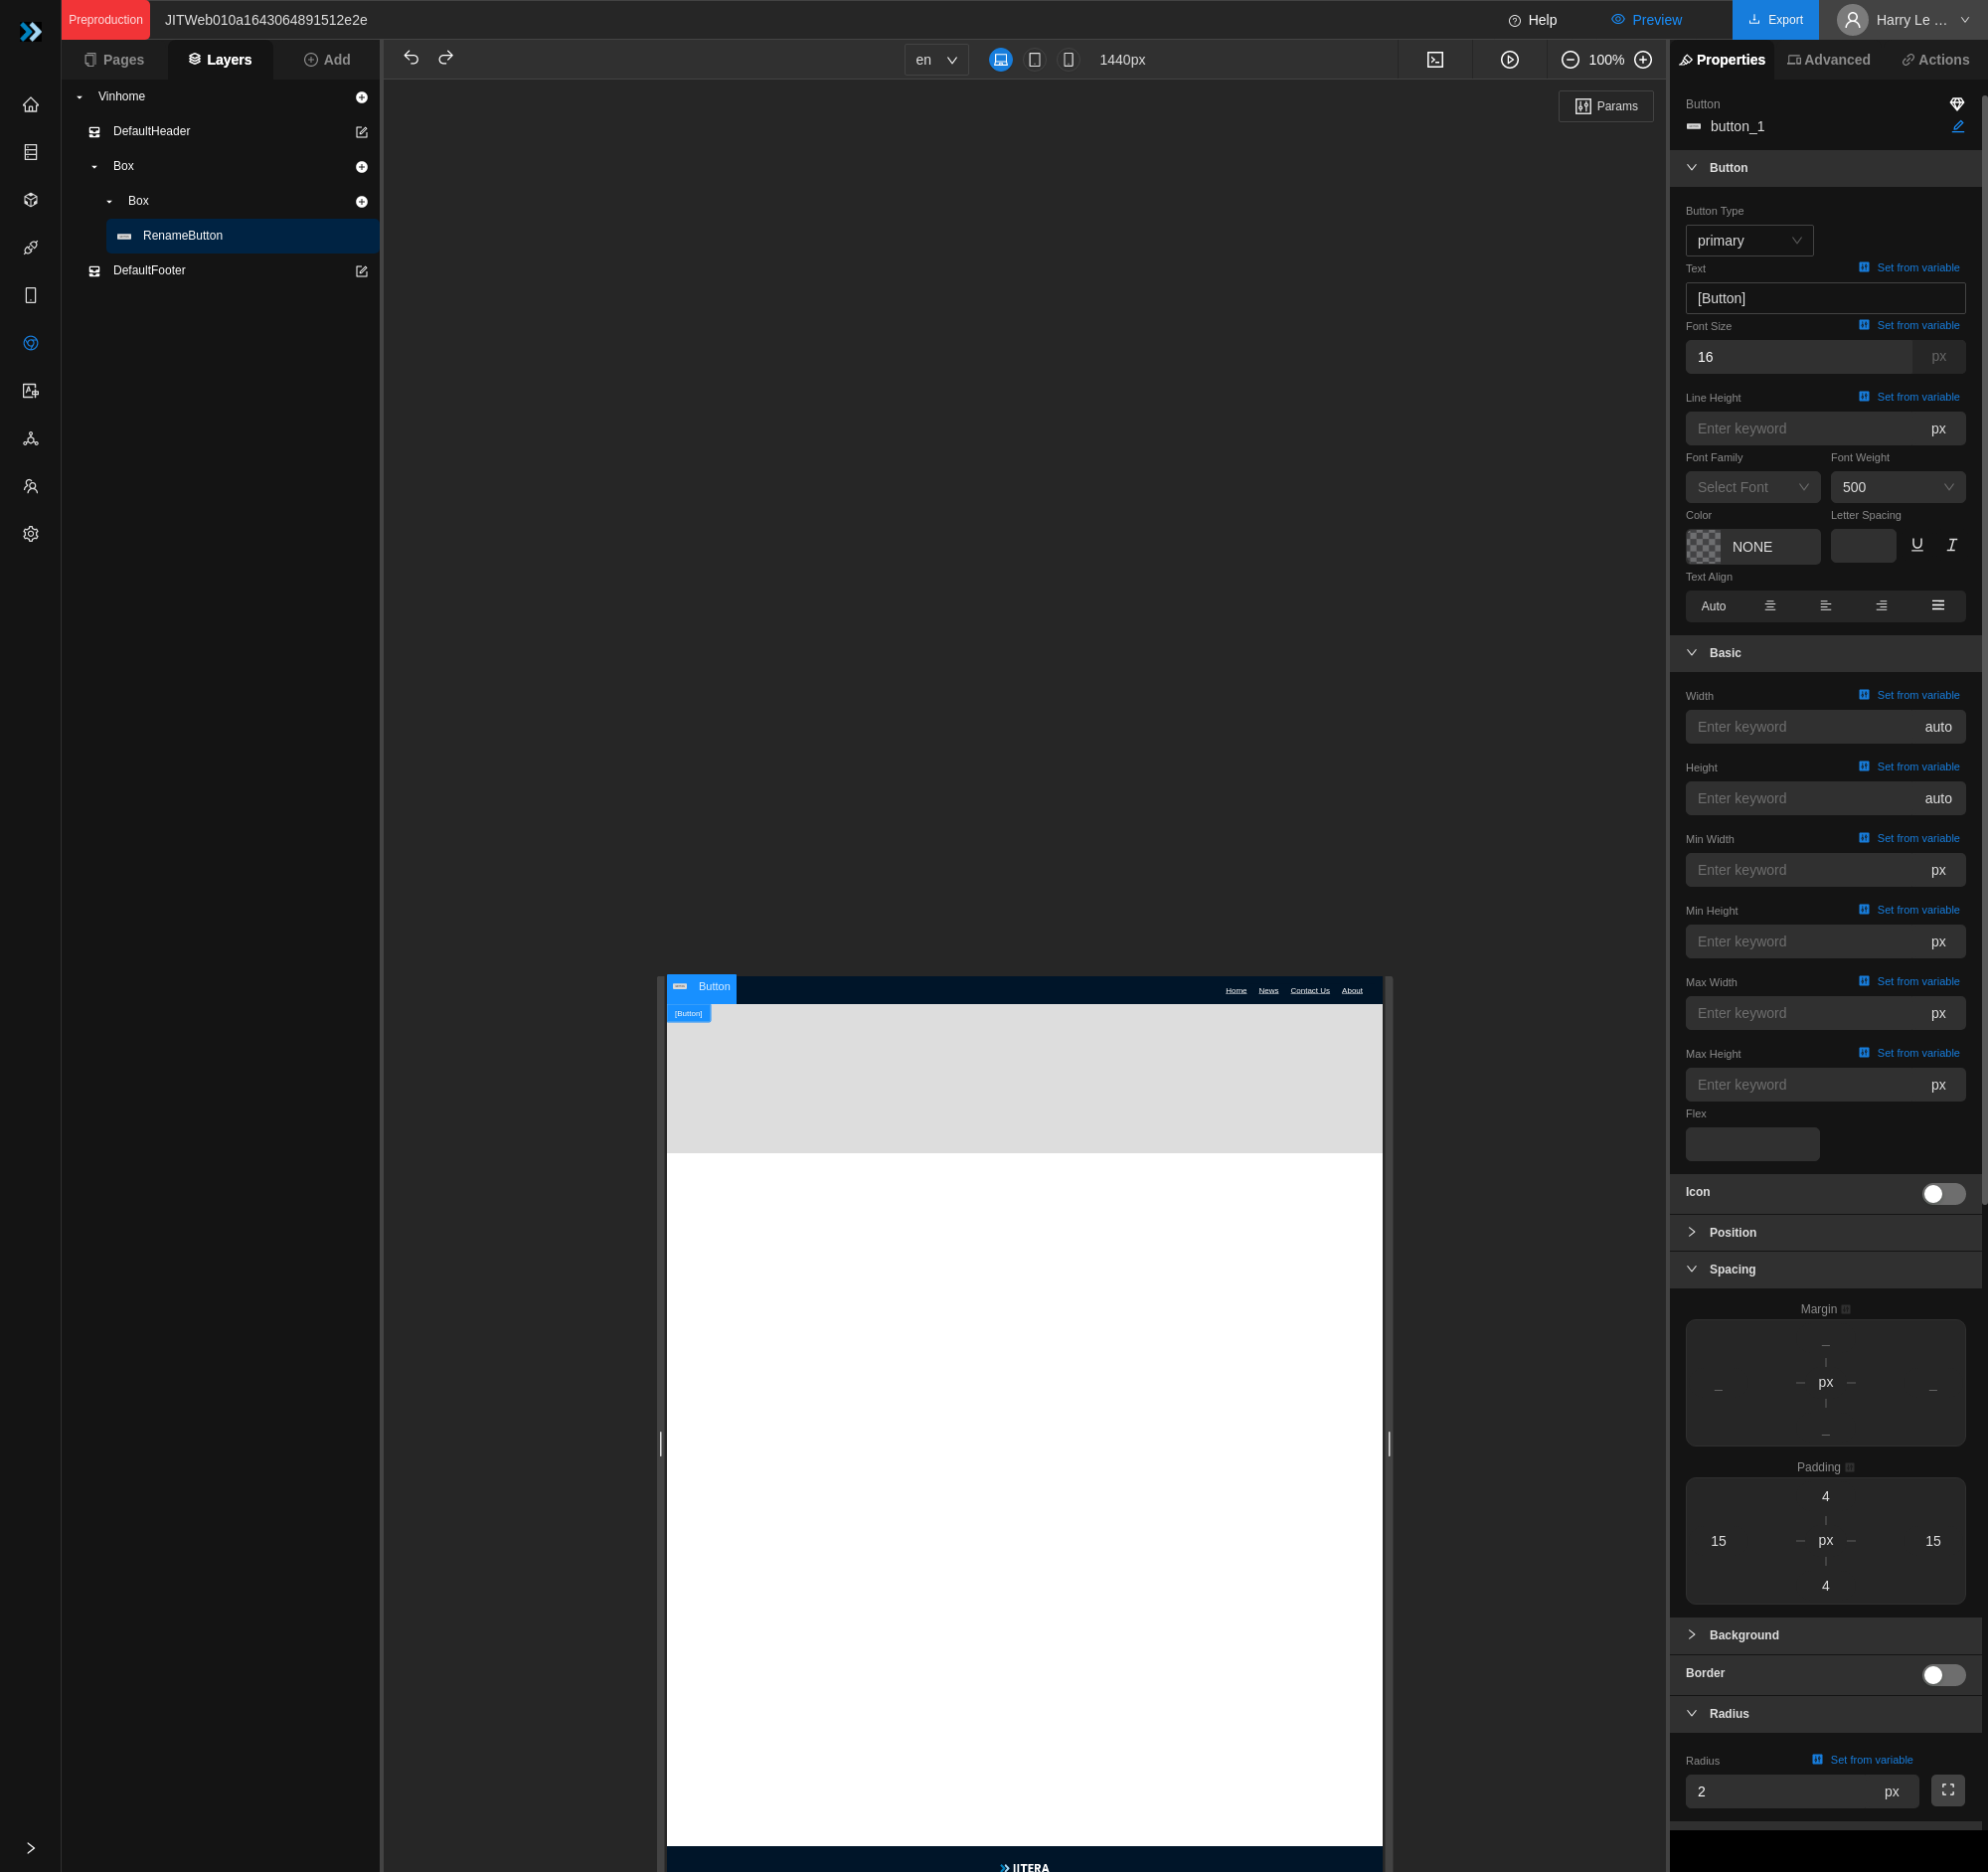 Preproduction JITWeb010a1643064891512e2e Help Preview Export Harry Le ...
Pages Layers Add en 1440px 100% Properties Advanced Actions
Vinhome
DefaultHeader
Box
Box
RenameButton
DefaultFooter
Params
Button Home News Contact Us About
[Button]
JITERA
Button
button_1
Button
Button Type
primary
Text Set from variable
[Button]
Font Size Set from variable
16 px
Line Height Set from variable
Enter keyword px
Font Family Font Weight
Select Font 500
Color Letter Spacing
NONE
Text Align
Auto
Basic
Width Set from variable
Enter keyword auto
Height Set from variable
Enter keyword auto
Min Width Set from variable
Enter keyword px
Min Height Set from variable
Enter keyword px
Max Width Set from variable
Enter keyword px
Max Height Set from variable
Enter keyword px
Flex
Icon
Position
Spacing
Margin
–
– px –
–
Padding
4
15 px 15
4
Background
Border
Radius
Radius Set from variable
2 px